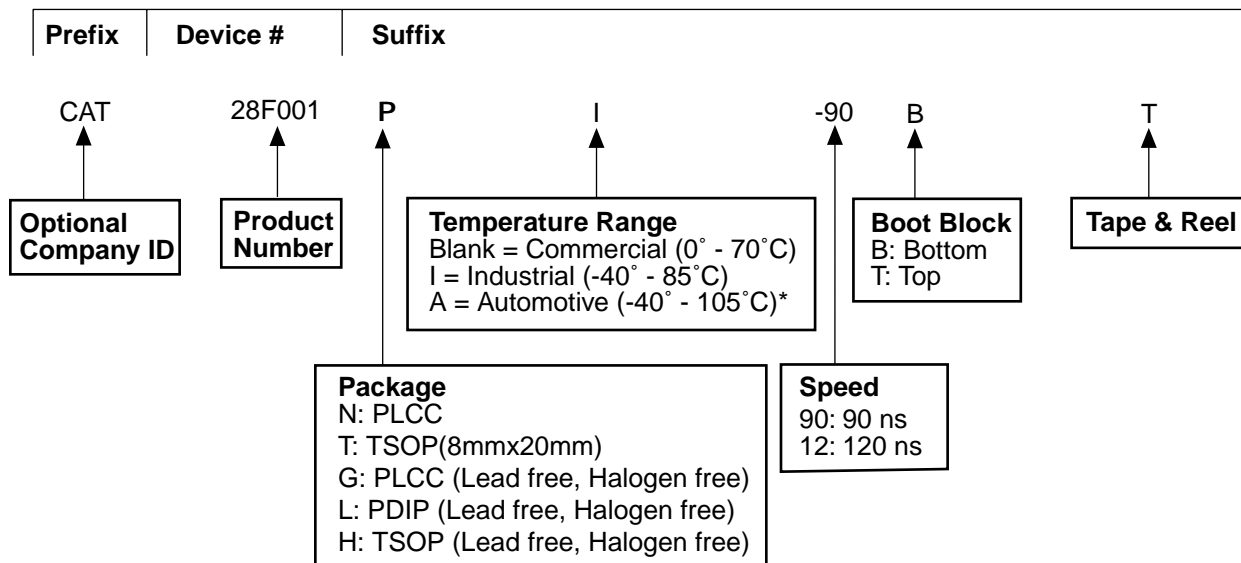 Prefix Device # Suffix
CAT 28F001 P I -90 B T
Optional
Company ID
Product
Number
Temperature Range
Blank = Commercial (0˚ - 70˚C)
I = Industrial (-40˚ - 85˚C)
A = Automotive (-40˚ - 105˚C)*
Boot Block
B: Bottom
T: Top
Tape & Reel
Package
N: PLCC
T: TSOP(8mmx20mm)
G: PLCC (Lead free, Halogen free)
L: PDIP (Lead free, Halogen free)
H: TSOP (Lead free, Halogen free)
Speed
90: 90 ns
12: 120 ns